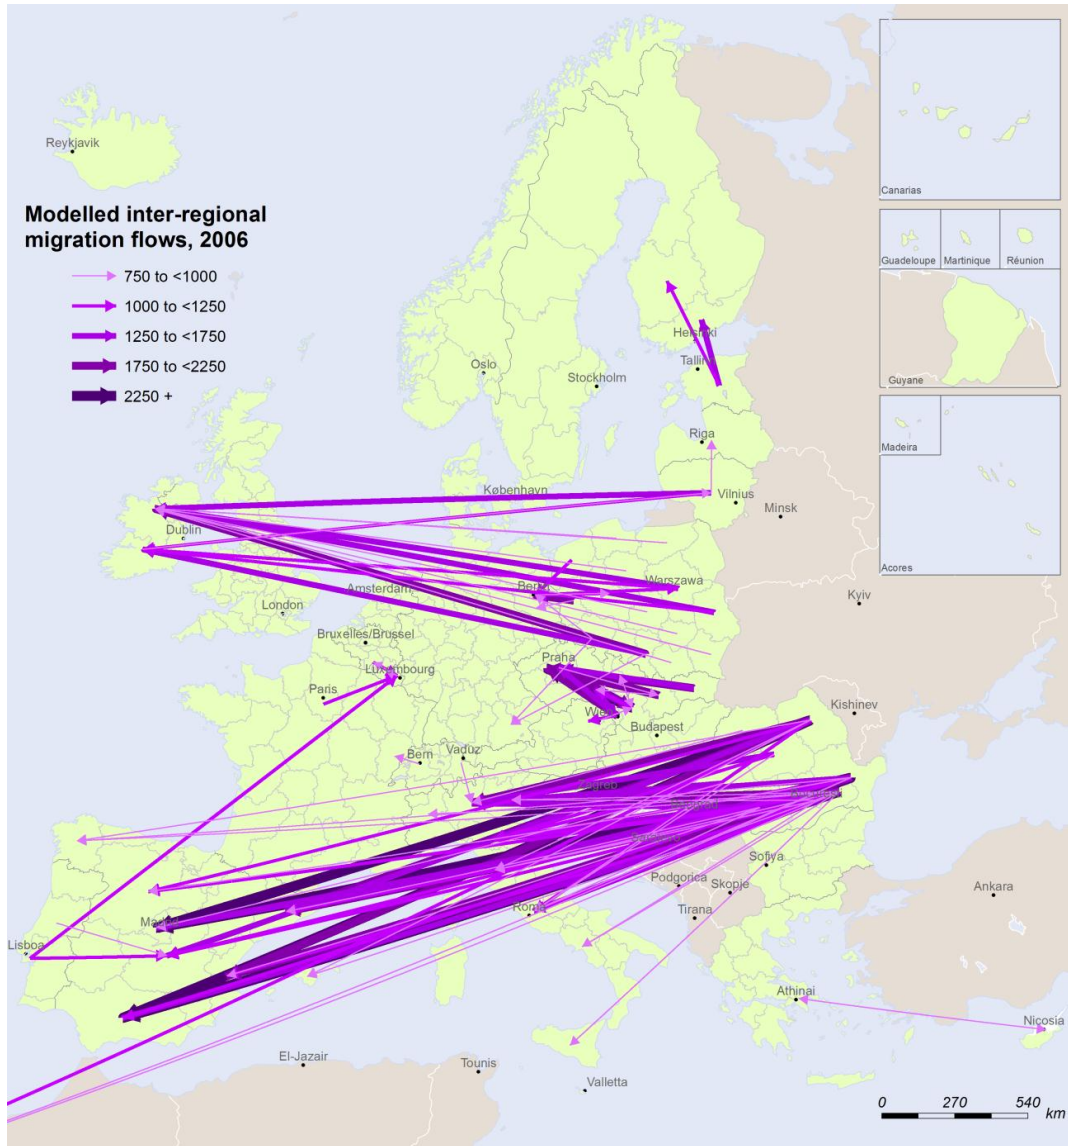 Reykjavik
Canarias
Modelled inter-regional
migration flows, 2006
750 to <1000
1000 to <1250
1250 to <1750
1750 to <2250
2250 +
Guadeloupe
Martinique
Réunion
Guyane
Madeira
Acores
Helsinki
Tallinn
Oslo
Stockholm
Riga
København
Vilnius
Minsk
Dublin
Amsterdam
Berlin
Warszawa
London
Kyiv
Bruxelles/Brussel
Praha
Luxembourg
Paris
Kishinev
Wien
Budapest
Bern
Vaduz
Zagreb
Bucuresti
Sofiya
Podgorica
Skopje
Madrid
Roma
Tirana
Ankara
Lisboa
Athinai
Nicosia
El-Jazair
Tounis
Valletta
0 270 540
km